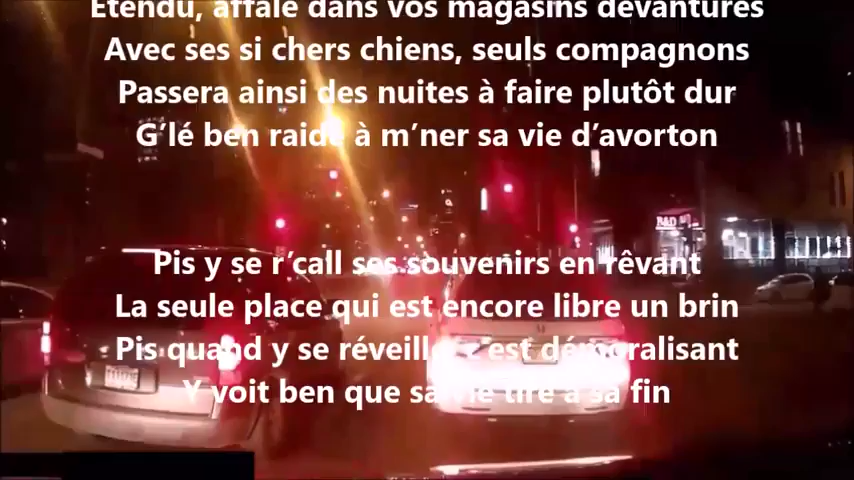 Étendu, affalé dans vos magasins devantures
Avec ses si chers chiens, seuls compagnons
Passera ainsi des nuites à faire plutôt dur
G'lé ben raide à m'ner sa vie d'avorton
Pis y se r'call ses souvenirs en rêvant
La seule place qui est encore libre un brin
Pis quand y se réveille c'est démoralisant
Y voit ben que sa vie tire à sa fin